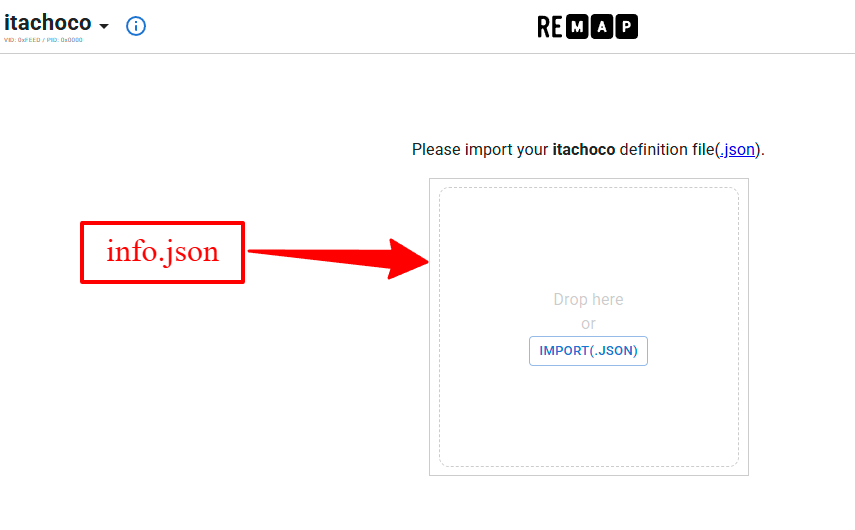 itachoco
VID: 0xFEED / PID: 0x0000
REMAP
Please import your itachoco definition file(.json).
info.json
Drop here
or
IMPORT(.JSON)